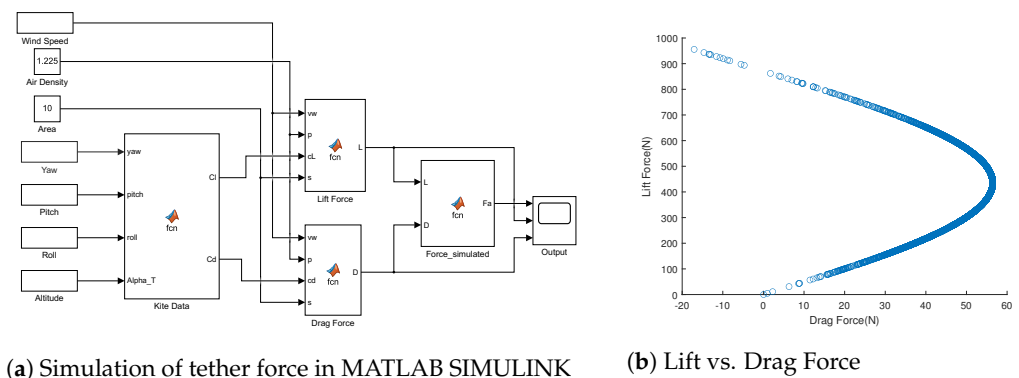 Wind Speed
1.225
Air Density
10
Area
Yaw
Pitch
Roll
Altitude
yaw
pitch
roll
Alpha_T
Cl
Cd
fcn
Kite Data
vw
p
cL
s
L
fcn
Lift Force
vw
p
cd
s
D
fcn
Drag Force
L
D
Fa
fcn
Force_simulated
Output
(a) Simulation of tether force in MATLAB SIMULINK
Lift Force(N)
1000
900
800
700
600
500
400
300
200
100
0
-20 -10 0 10 20 30 40 50 60
Drag Force(N)
(b) Lift vs. Drag Force